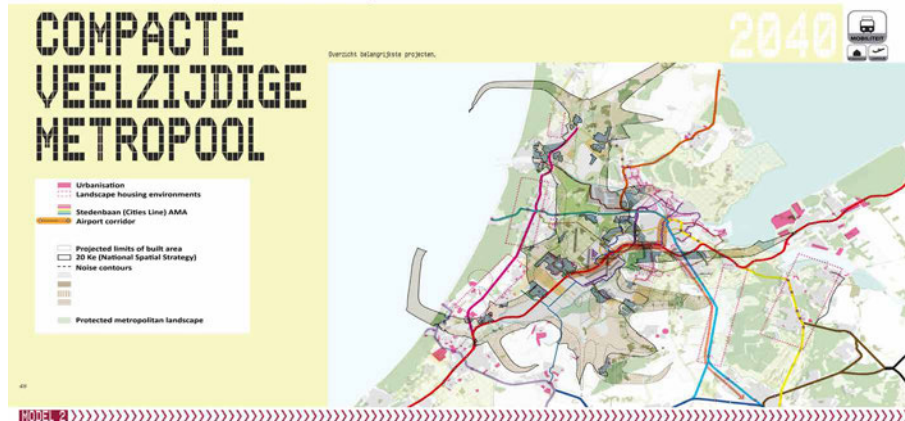 COMPACTE
VEELZIJDIGE
METROPOOL
Overzicht belangrijkste projecten.
2040
MOBILITEIT
Urbanisation
Landscape housing environments
Stedenbaan (Cities Line) AMA
Airport corridor
Projected limits of built area
20 Ke (National Spatial Strategy)
Noise contours
Protected metropolitan landscape
MODEL 2